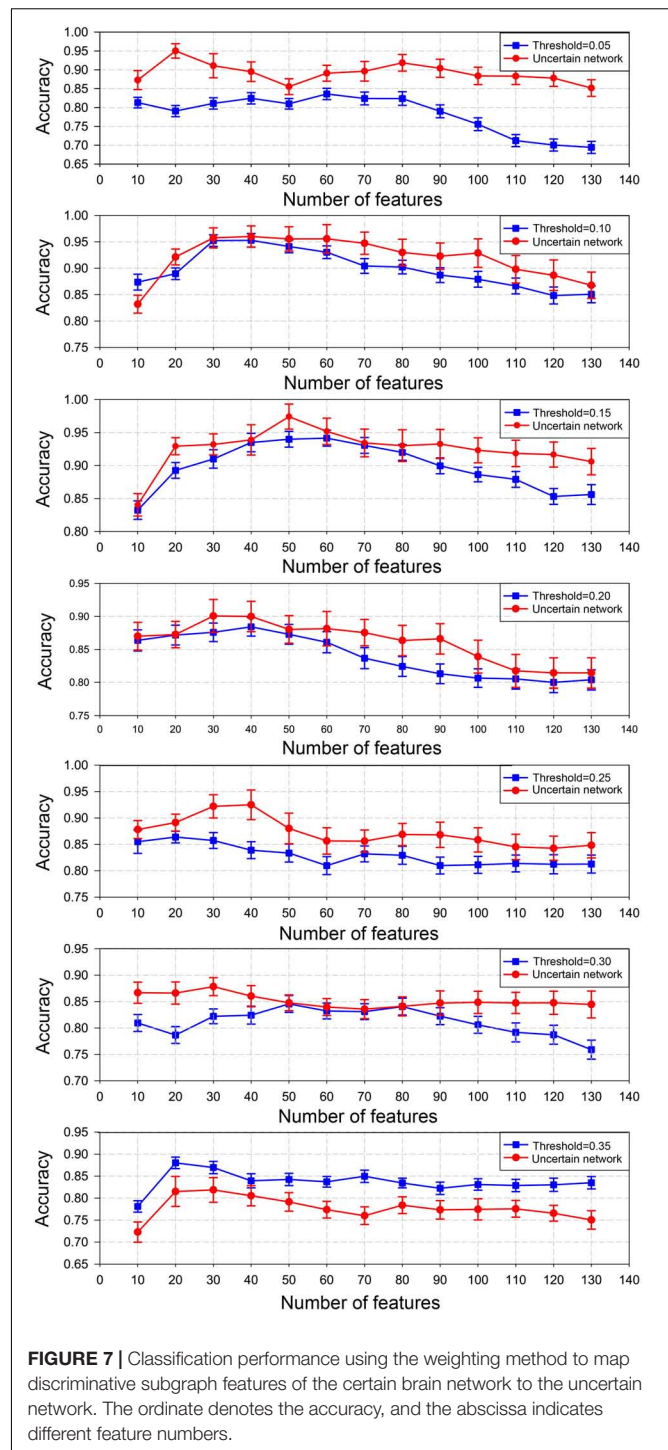 1.00
0.95
0.90
0.85
0.80
0.75
0.70
0.65
Accuracy
Threshold=0.05
Uncertain network
0 10 20 30 40 50 60 70 80 90 100 110 120 130 140
Number of features
1.00
0.95
0.90
0.85
0.80
0.75
Accuracy
Threshold=0.10
Uncertain network
0 10 20 30 40 50 60 70 80 90 100 110 120 130 140
Number of features
1.00
0.95
0.90
0.85
0.80
Accuracy
Threshold=0.15
Uncertain network
0 10 20 30 40 50 60 70 80 90 100 110 120 130 140
Number of features
0.95
0.90
0.85
0.80
0.75
Accuracy
Threshold=0.20
Uncertain network
0 10 20 30 40 50 60 70 80 90 100 110 120 130 140
Number of features
1.00
0.95
0.90
0.85
0.80
0.75
Accuracy
Threshold=0.25
Uncertain network
0 10 20 30 40 50 60 70 80 90 100 110 120 130 140
Number of features
0.95
0.90
0.85
0.80
0.75
0.70
Accuracy
Threshold=0.30
Uncertain network
0 10 20 30 40 50 60 70 80 90 100 110 120 130 140
Number of features
0.95
0.90
0.85
0.80
0.75
0.70
0.65
Accuracy
Threshold=0.35
Uncertain network
0 10 20 30 40 50 60 70 80 90 100 110 120 130 140
Number of features
FIGURE 7 | Classification performance using the weighting method to map
discriminative subgraph features of the certain brain network to the uncertain
network. The ordinate denotes the accuracy, and the abscissa indicates
different feature numbers.